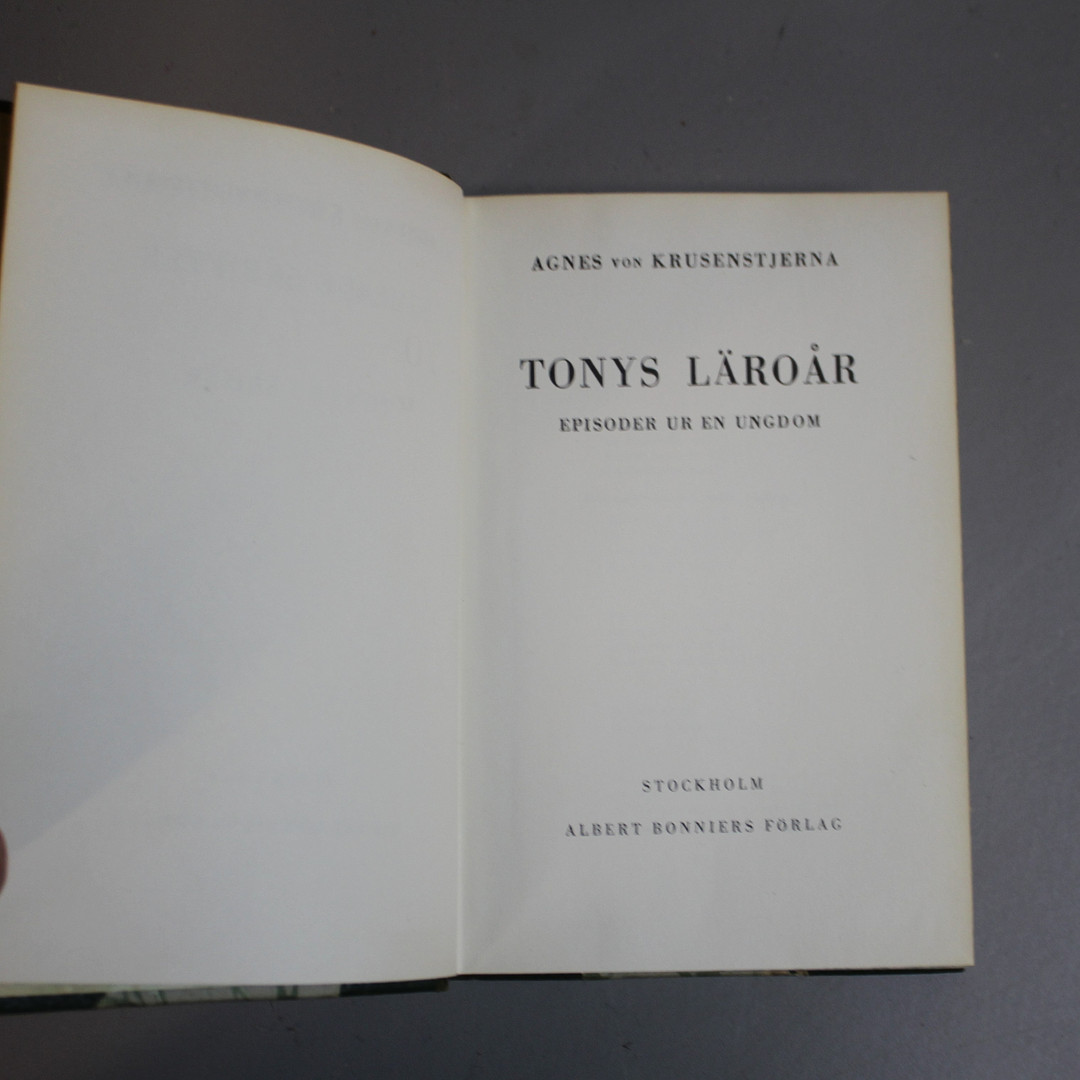 AGNES VON KRUSENSTJERNA
TONYS LÄROÅR
EPISODER UR EN UNGDOM
STOCKHOLM
ALBERT BONNIERS FÖRLAG